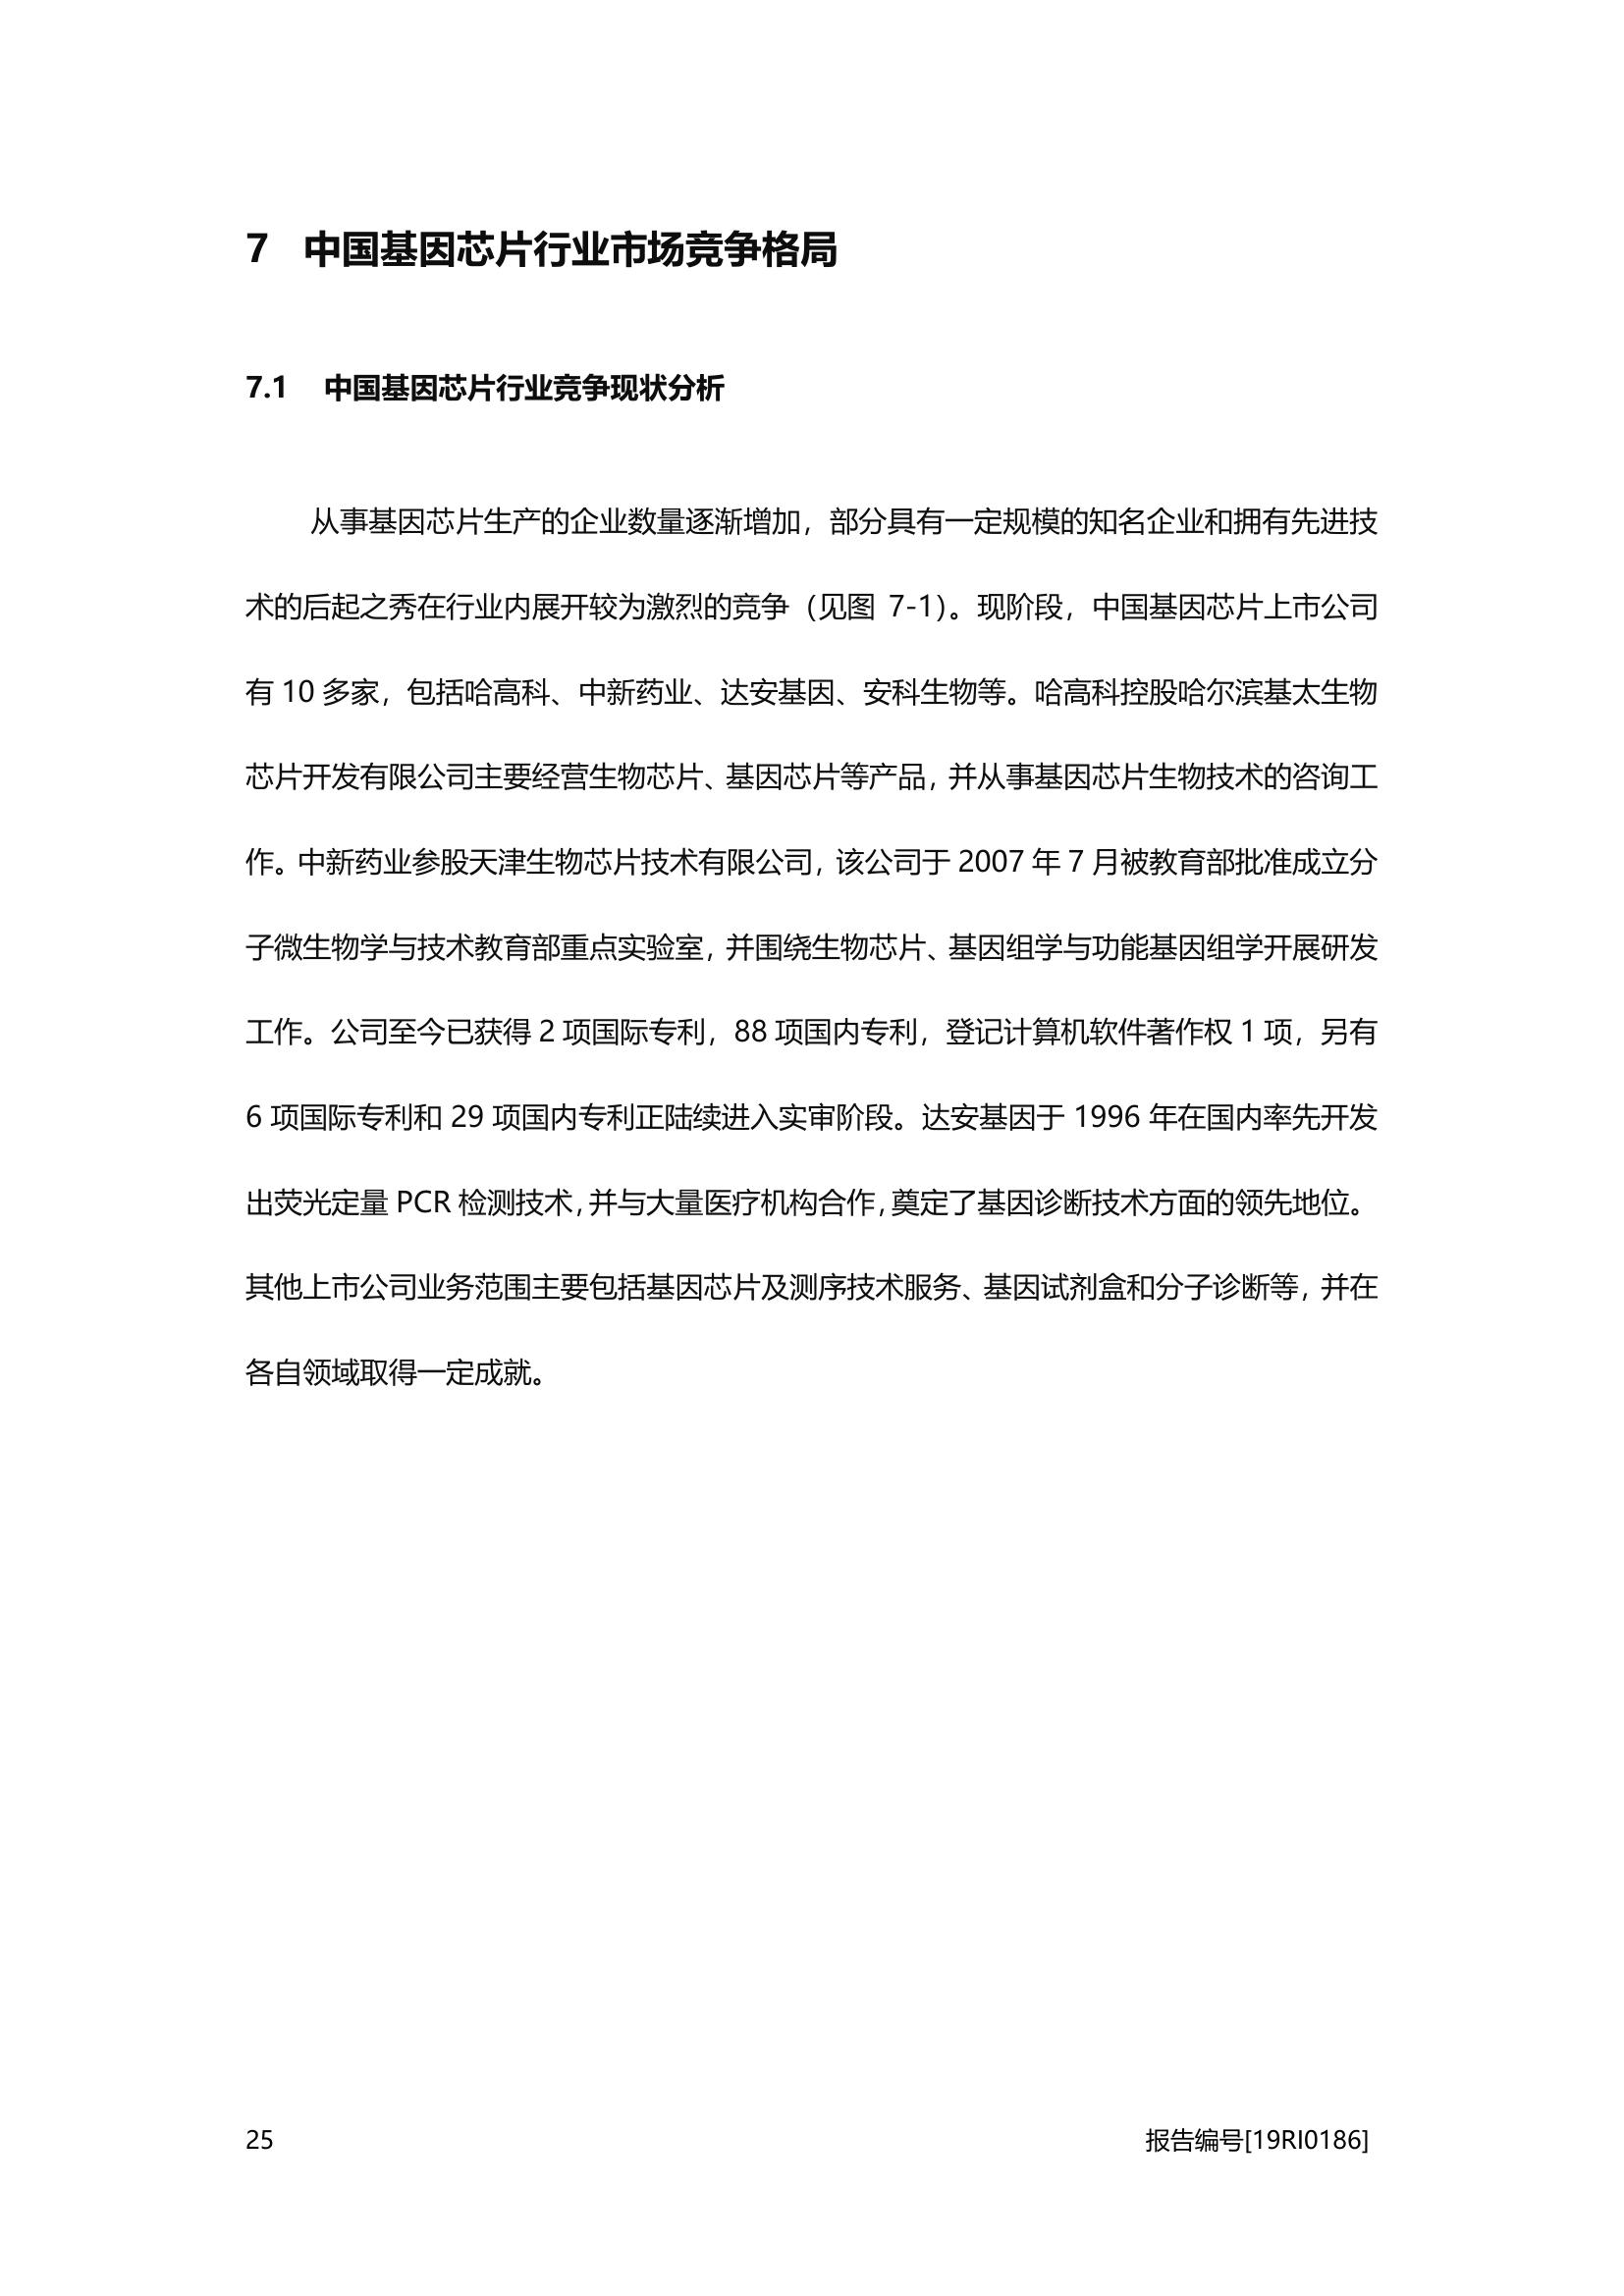 7 中国基因芯片行业市场竞争格局
7.1 中国基因芯片行业竞争现状分析
从事基因芯片生产的企业数量逐渐增加，部分具有一定规模的知名企业和拥有先进技
术的后起之秀在行业内展开较为激烈的竞争（见图 7-1）。现阶段，中国基因芯片上市公司
有 10 多家，包括哈高科、中新药业、达安基因、安科生物等。哈高科控股哈尔滨基太生物
芯片开发有限公司主要经营生物芯片、基因芯片等产品，并从事基因芯片生物技术的咨询工
作。中新药业参股天津生物芯片技术有限公司，该公司于 2007 年 7 月被教育部批准成立分
子微生物学与技术教育部重点实验室，并围绕生物芯片、基因组学与功能基因组学开展研发
工作。公司至今已获得 2 项国际专利，88 项国内专利，登记计算机软件著作权 1 项，另有
6 项国际专利和 29 项国内专利正陆续进入实审阶段。达安基因于 1996 年在国内率先开发
出荧光定量 PCR 检测技术，并与大量医疗机构合作，奠定了基因诊断技术方面的领先地位。
其他上市公司业务范围主要包括基因芯片及测序技术服务、基因试剂盒和分子诊断等，并在
各自领域取得一定成就。
25 报告编号[19RI0186]